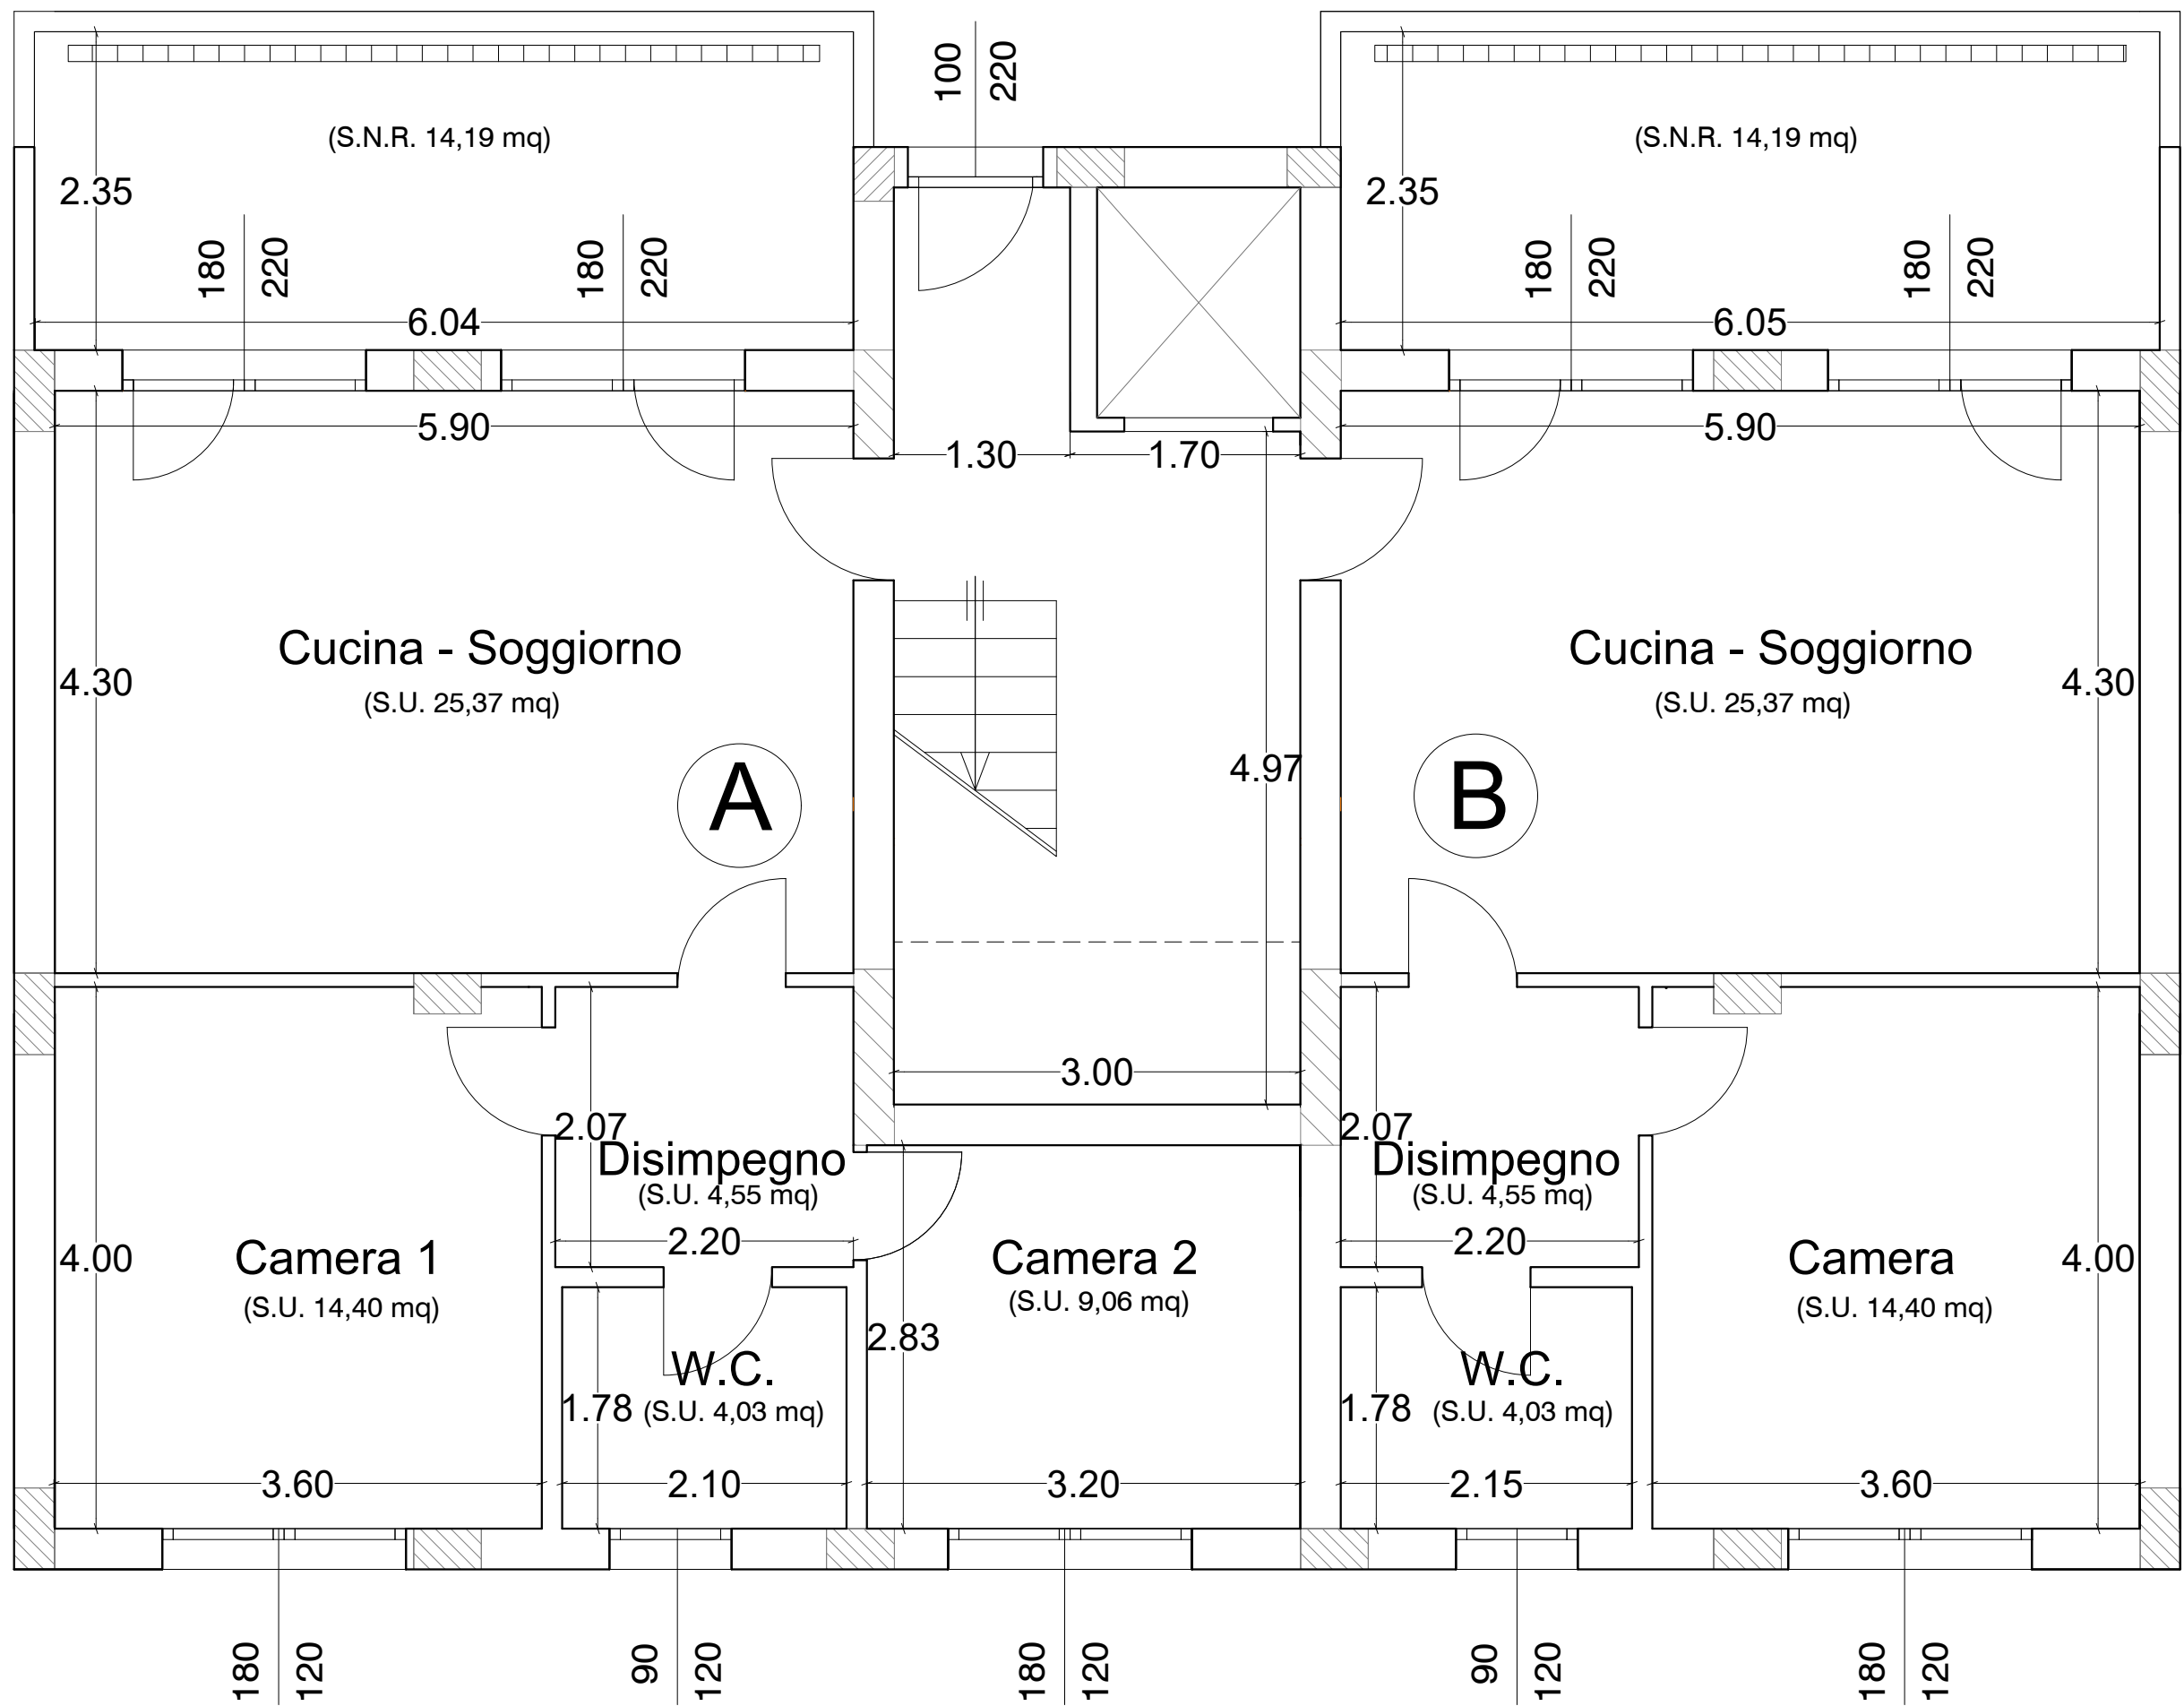 100
220
(S.N.R. 14,19 mq)
(S.N.R. 14,19 mq)
2.35
2.35
180
220
180
220
180
220
180
220
6.04
6.05
5.90
5.90
1.30
1.70
Cucina - Soggiorno
(S.U. 25,37 mq)
Cucina - Soggiorno
(S.U. 25,37 mq)
4.30
4.30
A
4.97
B
3.00
2.07
2.07
Disimpegno
(S.U. 4,55 mq)
Disimpegno
(S.U. 4,55 mq)
2.20
2.20
4.00
Camera 1
(S.U. 14,40 mq)
Camera 2
(S.U. 9,06 mq)
Camera
(S.U. 14,40 mq)
4.00
2.83
W.C.
1.78 (S.U. 4,03 mq)
W.C.
1.78 (S.U. 4,03 mq)
3.60
2.10
3.20
2.15
3.60
180
120
90
120
180
120
90
120
180
120